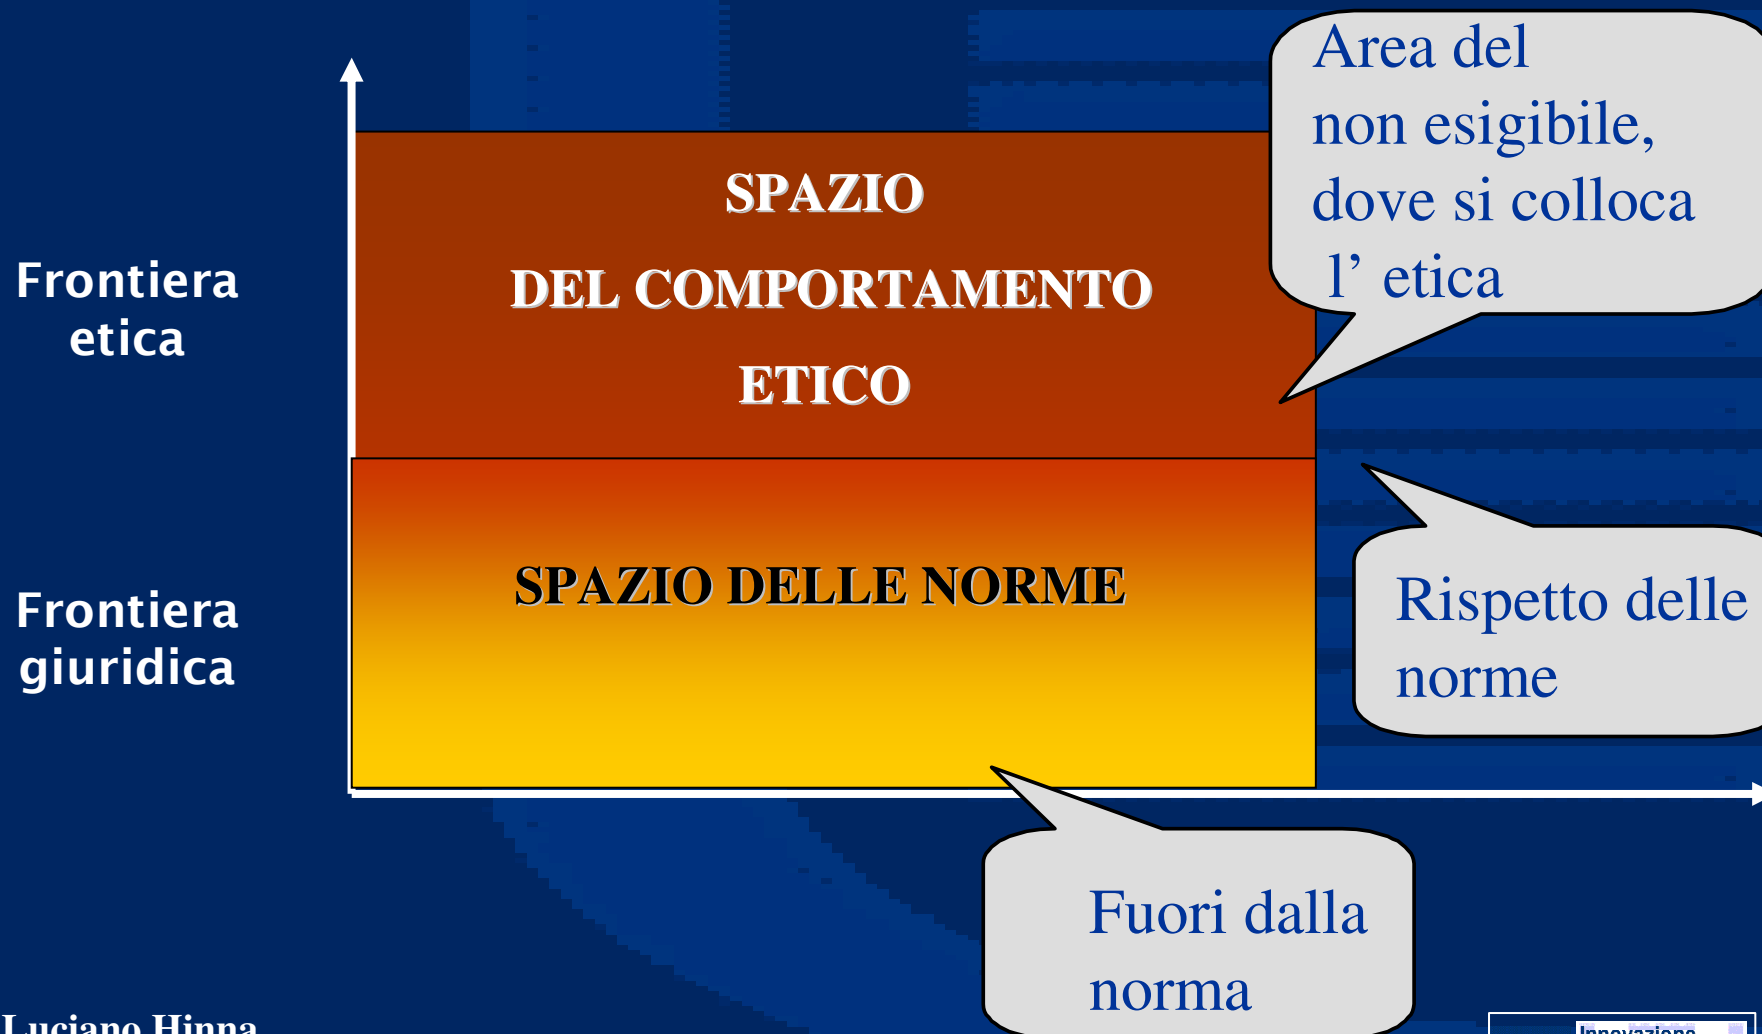 Area del
non esigibile,
dove si colloca
l’ etica
SPAZIO
DEL COMPORTAMENTO
ETICO
Frontiera
etica
SPAZIO DELLE NORME
Frontiera
giuridica
Rispetto delle
norme
Fuori dalla
norma
Luciano Hinna
Innovazione